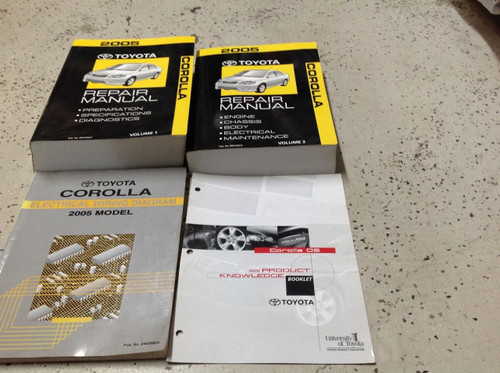 2005
TOYOTA
COROLLA
REPAIR
MANUAL
• PREPARATION
• SPECIFICATIONS
• DIAGNOSTICS
VOLUME 1
2005
TOYOTA
COROLLA
REPAIR
MANUAL
• ENGINE
• CHASSIS
• BODY
• ELECTRICAL
• MAINTENANCE
VOLUME 2
TOYOTA
COROLLA
ELECTRICAL WIRING DIAGRAM
2005 MODEL
Corolla
PRODUCT
KNOWLEDGE
BOOKLET
TOYOTA
University
of Toyota